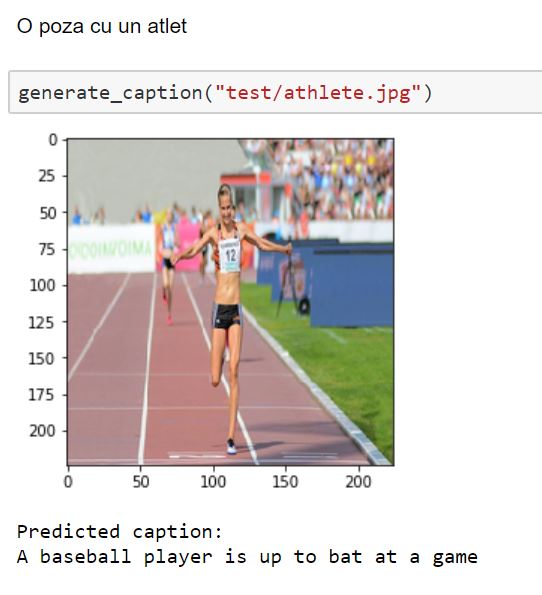 O poza cu un atlet
generate_caption("test/athlete.jpg")
0
25
50
75
100
125
150
175
200
12
0 50 100 150 200
Predicted caption:
A baseball player is up to bat at a game